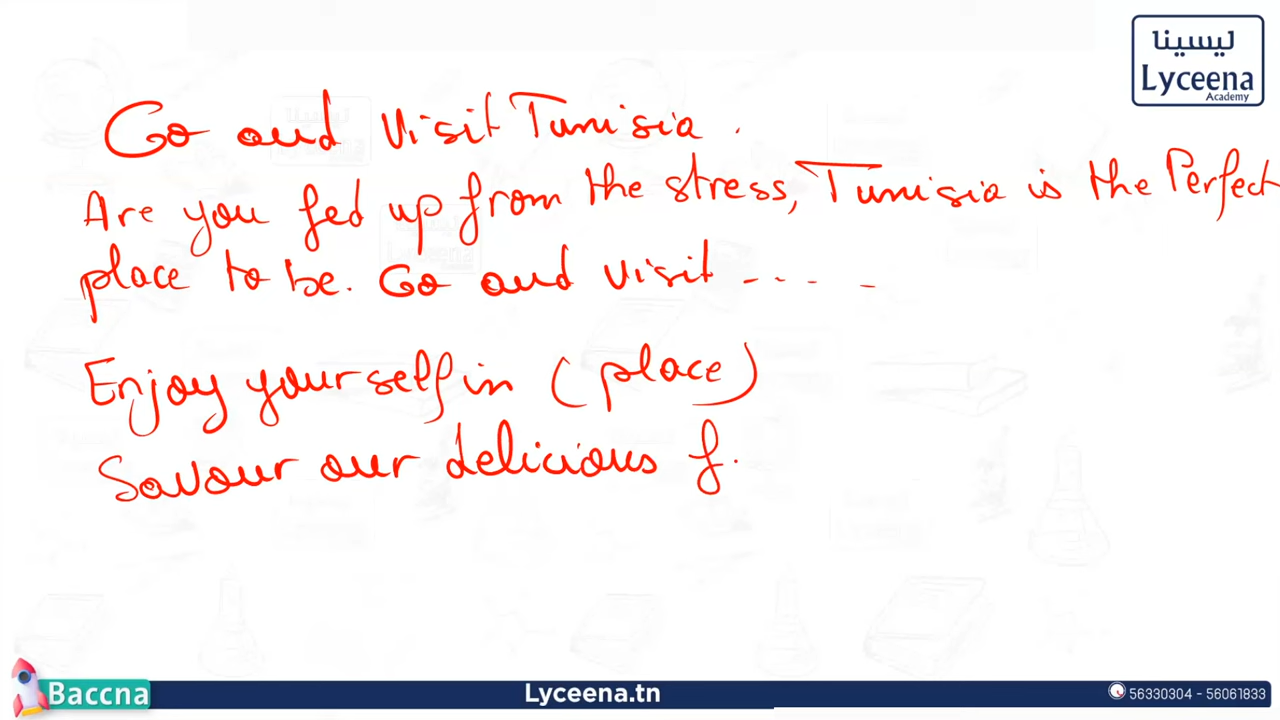 ليسينا
Lyceena
Academy
Go and visit Tunisia.
Are you fed up from the stress, Tunisia is the Perfect
place to be. Go and visit .....
Enjoy yourself in (place)
Savour our delicious f.
Baccna
Lyceena.tn
56330304 - 56061833